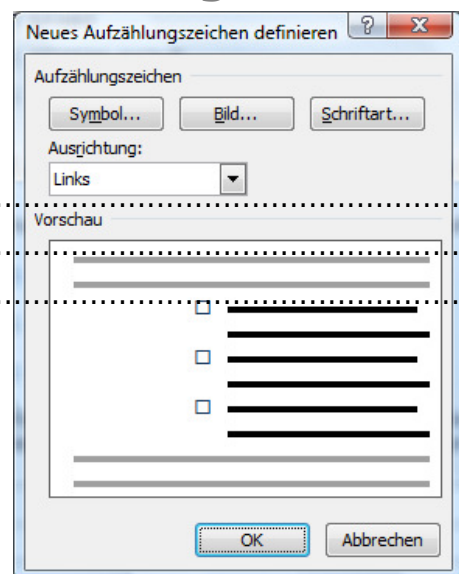 Neues Aufzählungszeichen definieren
Aufzählungszeichen
Symbol... Bild... Schriftart...
Ausrichtung:
Links
Vorschau
OK Abbrechen